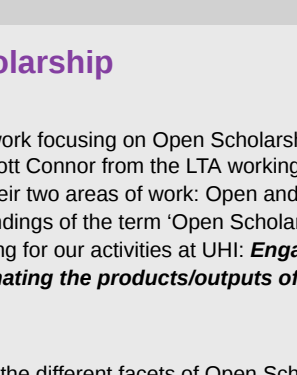 olarship
work focusing on Open Scholarsh
ott Connor from the LTA working
eir two areas of work: Open and
ndings of the term ‘Open Scholar
ng for our activities at UHI: Enga
nating the products/outputs of
the different facets of Open Sch